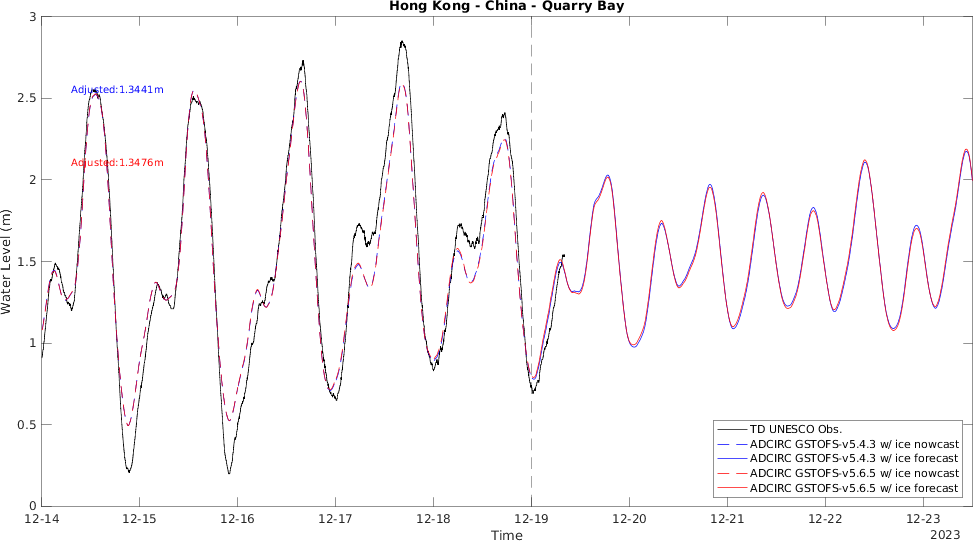 Hong Kong - China - Quarry Bay
3
2.5
2
1.5
1
0.5
0
Water Level (m)
Adjusted:1.3441m
Adjusted:1.3476m
TD UNESCO Obs.
ADCIRC GSTOFS-v5.4.3 w/ ice nowcast
ADCIRC GSTOFS-v5.4.3 w/ ice forecast
ADCIRC GSTOFS-v5.6.5 w/ ice nowcast
ADCIRC GSTOFS-v5.6.5 w/ ice forecast
12-14 12-15 12-16 12-17 12-18 12-19 12-20 12-21 12-22 12-23
Time
2023